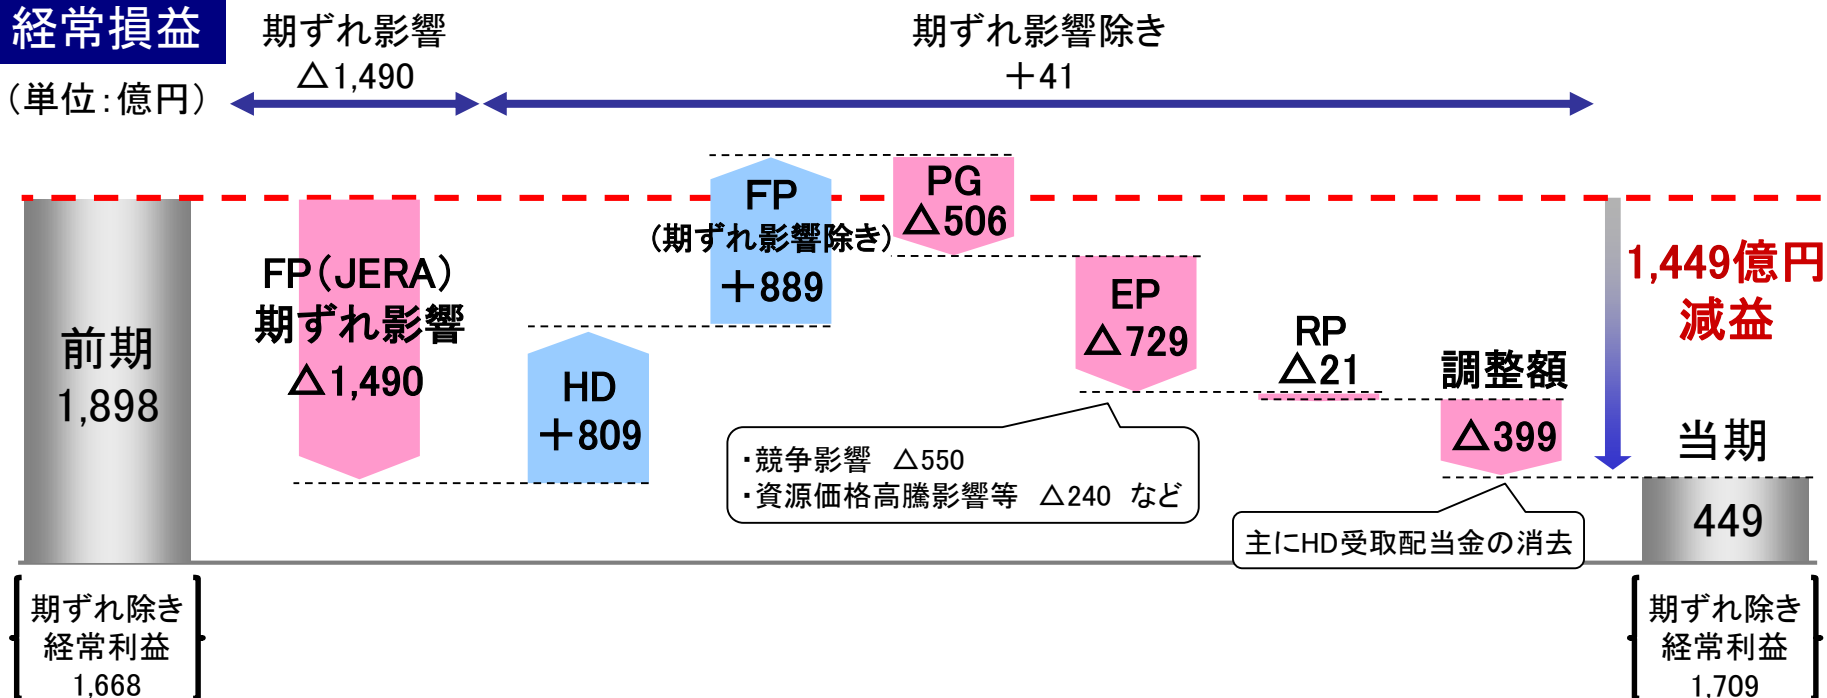 経常損益
（単位：億円）
期ずれ影響
△1,490
期ずれ影響除き
＋41
前期
1,898
FP（JERA）
期ずれ影響
△1,490
HD
＋809
FP
（期ずれ影響除き）
＋889
PG
△506
EP
△729
・競争影響　△550
・資源価格高騰影響等　△240　など
RP
△21
調整額
△399
主にHD受取配当金の消去
1,449億円
減益
当期
449
期ずれ除き
経常利益
1,668
期ずれ除き
経常利益
1,709